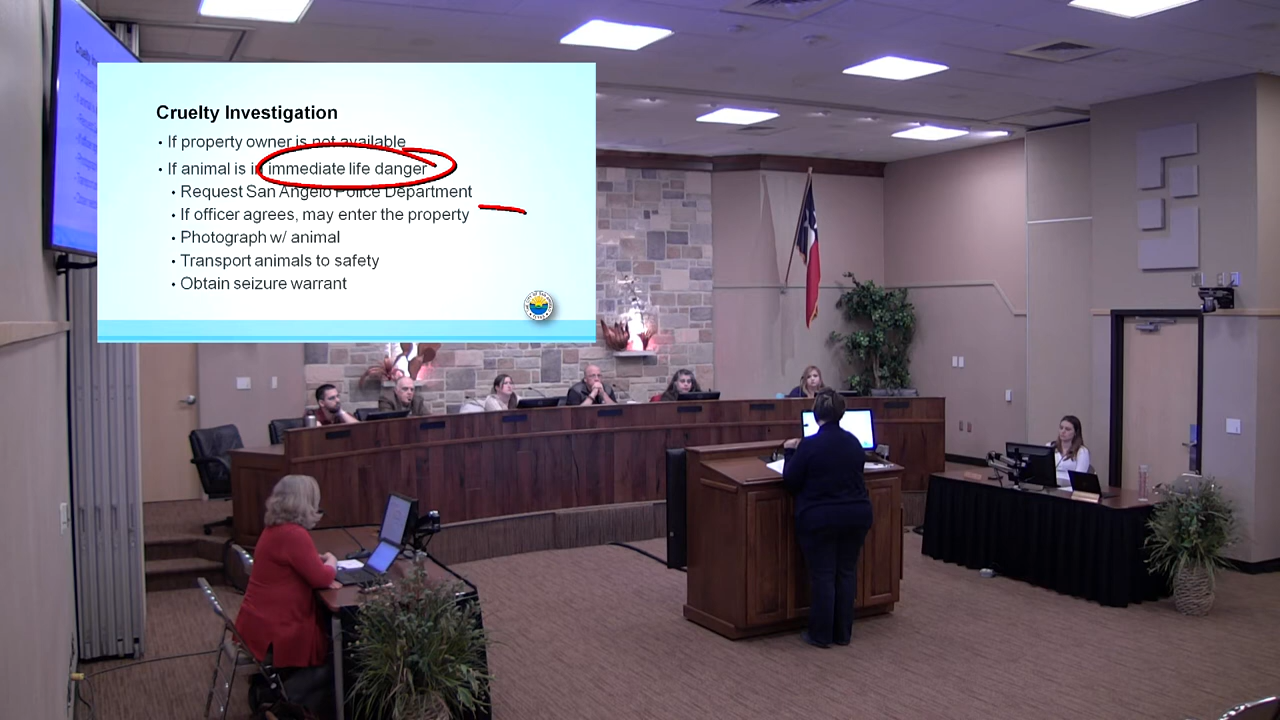 Cruelty Investigation
• If property owner is not available
• If animal is in immediate life danger
• Request San Angelo Police Department
• If officer agrees, may enter the property
• Photograph w/ animal
• Transport animals to safety
• Obtain seizure warrant